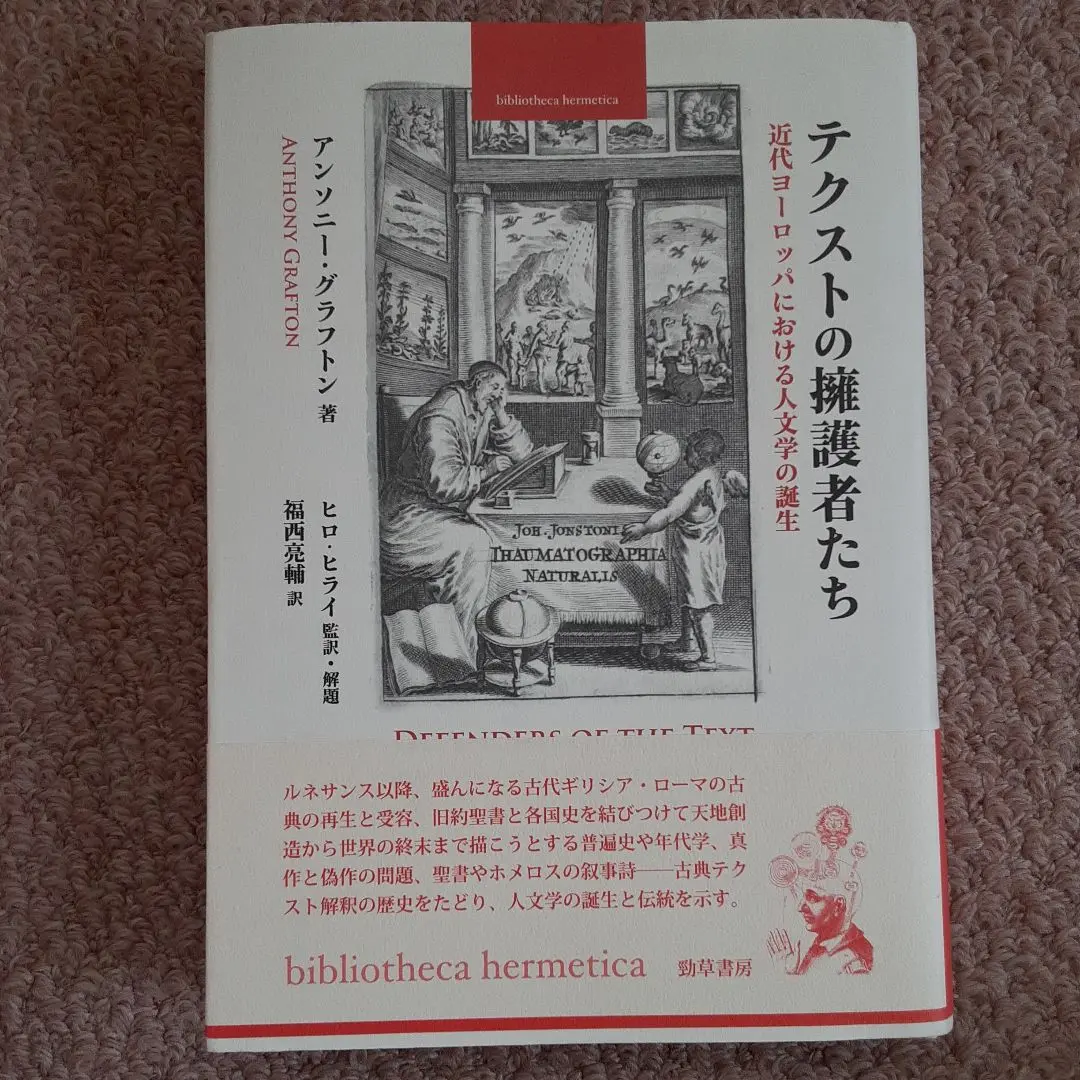 bibliotheca hermetica
テクストの擁護者たち
近代ヨーロッパにおける人文学の誕生
アンソニー・グラフトン 著
ANTHONY GRAFTON
ヒロ・ヒライ 監訳・解題
福西亮輔 訳
JOH. JONSTONI
THAUMATOGRAPHIA
NATURALIS
DEFENDERS OF THE TEXT
ルネサンス以降、盛んになる古代ギリシア・ローマの古
典の再生と受容、旧約聖書と各国史を結びつけて天地創
造から世界の終末まで描こうとする普遍史や年代学、真
作と偽作の問題、聖書やホメロスの叙事詩――古典テク
スト解釈の歴史をたどり、人文学の誕生と伝統を示す。
bibliotheca hermetica
勁草書房